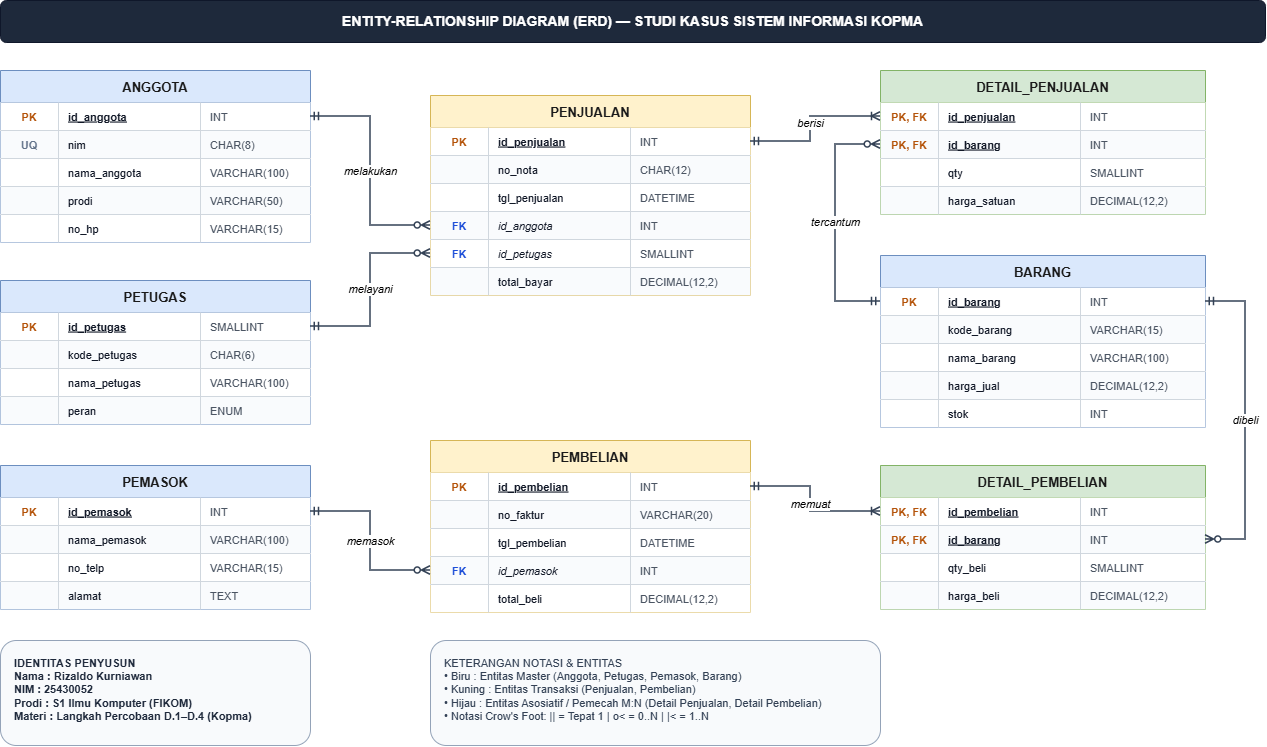 ENTITY-RELATIONSHIP DIAGRAM (ERD) — STUDI KASUS SISTEM INFORMASI KOPMA
ANGGOTA
PK id_anggota INT
UQ nim CHAR(8)
nama_anggota VARCHAR(100)
prodi VARCHAR(50)
no_hp VARCHAR(15)
melakukan
PETUGAS
PK id_petugas SMALLINT
kode_petugas CHAR(6)
nama_petugas VARCHAR(100)
peran ENUM
melayani
PEMASOK
PK id_pemasok INT
nama_pemasok VARCHAR(100)
no_telp VARCHAR(15)
alamat TEXT
memasok
PENJUALAN
PK id_penjualan INT
no_nota CHAR(12)
tgl_penjualan DATETIME
FK id_anggota INT
FK id_petugas SMALLINT
total_bayar DECIMAL(12,2)
berisi
PEMBELIAN
PK id_pembelian INT
no_faktur VARCHAR(20)
tgl_pembelian DATETIME
FK id_pemasok INT
total_beli DECIMAL(12,2)
memuat
DETAIL_PENJUALAN
PK, FK id_penjualan INT
PK, FK id_barang INT
qty SMALLINT
harga_satuan DECIMAL(12,2)
tercantum
BARANG
PK id_barang INT
kode_barang VARCHAR(15)
nama_barang VARCHAR(100)
harga_jual DECIMAL(12,2)
stok INT
dibeli
DETAIL_PEMBELIAN
PK, FK id_pembelian INT
PK, FK id_barang INT
qty_beli SMALLINT
harga_beli DECIMAL(12,2)
IDENTITAS PENYUSUN
Nama : Rizaldo Kurniawan
NIM : 25430052
Prodi : S1 Ilmu Komputer (FIKOM)
Materi : Langkah Percobaan D.1–D.4 (Kopma)
KETERANGAN NOTASI & ENTITAS
• Biru : Entitas Master (Anggota, Petugas, Pemasok, Barang)
• Kuning : Entitas Transaksi (Penjualan, Pembelian)
• Hijau : Entitas Asosiatif / Pemecah M:N (Detail Penjualan, Detail Pembelian)
• Notasi Crow's Foot: || = Tepat 1 | o< = 0..N | |< = 1..N